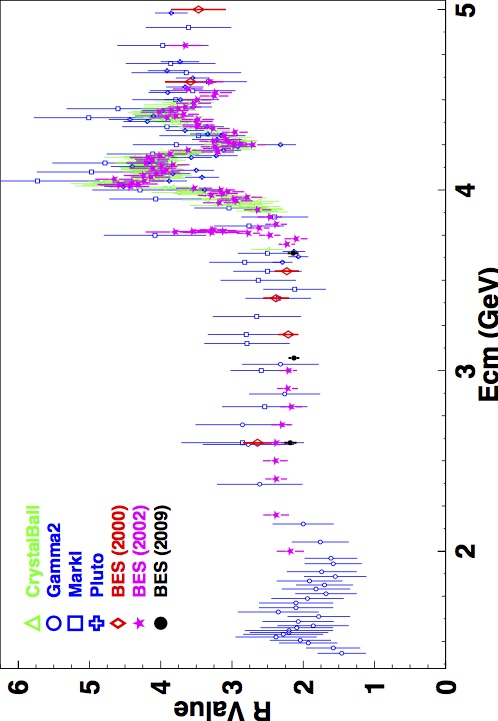 R Value
6
5
4
3
2
1
0
CrystalBall
Gamma2
MarkI
Pluto
BES (2000)
BES (2002)
BES (2009)
2
3
4
5
Ecm (GeV)